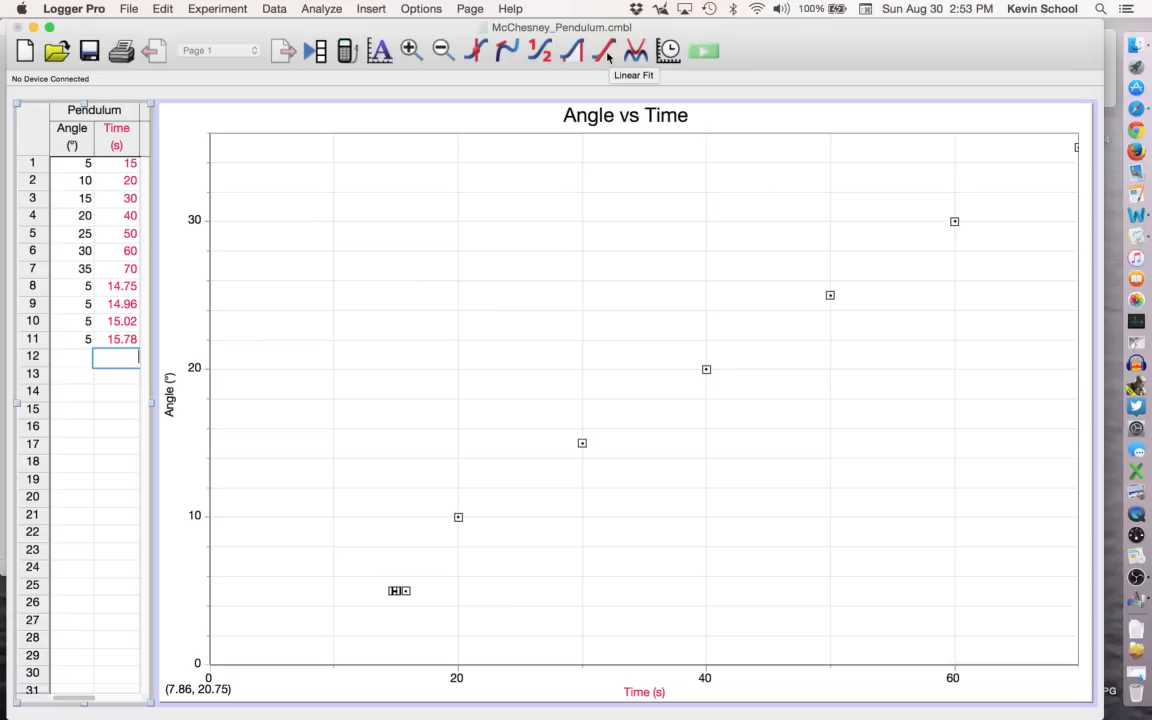 Logger Pro File Edit Experiment Data Analyze Insert Options Page Help 100% Sun Aug 30 2:53 PM Kevin School
McChesney_Pendulum.cmbl
Page 1
Linear Fit
No Device Connected
Pendulum
Angle Time
(°) (s)
1 5 15
2 10 20
3 15 30
4 20 40
5 25 50
6 30 60
7 35 70
8 5 14.75
9 5 14.96
10 5 15.02
11 5 15.78
12
13
14
15
16
17
18
19
20
21
22
23
24
25
26
27
28
29
30
31
Angle vs Time
30
20
10
0
Angle (°)
0 20 40 60
(7.86, 20.75)
Time (s)
PG